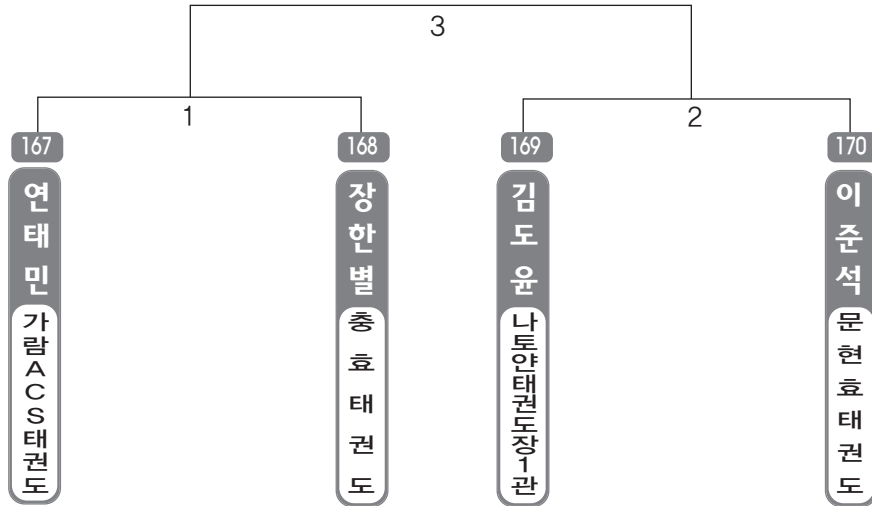 3
1
2
167
168
169
170
연태민
장한별
김도윤
이준석
가람ACS태권도
충효태권도
나토얀태권도장1관
문현효태권도